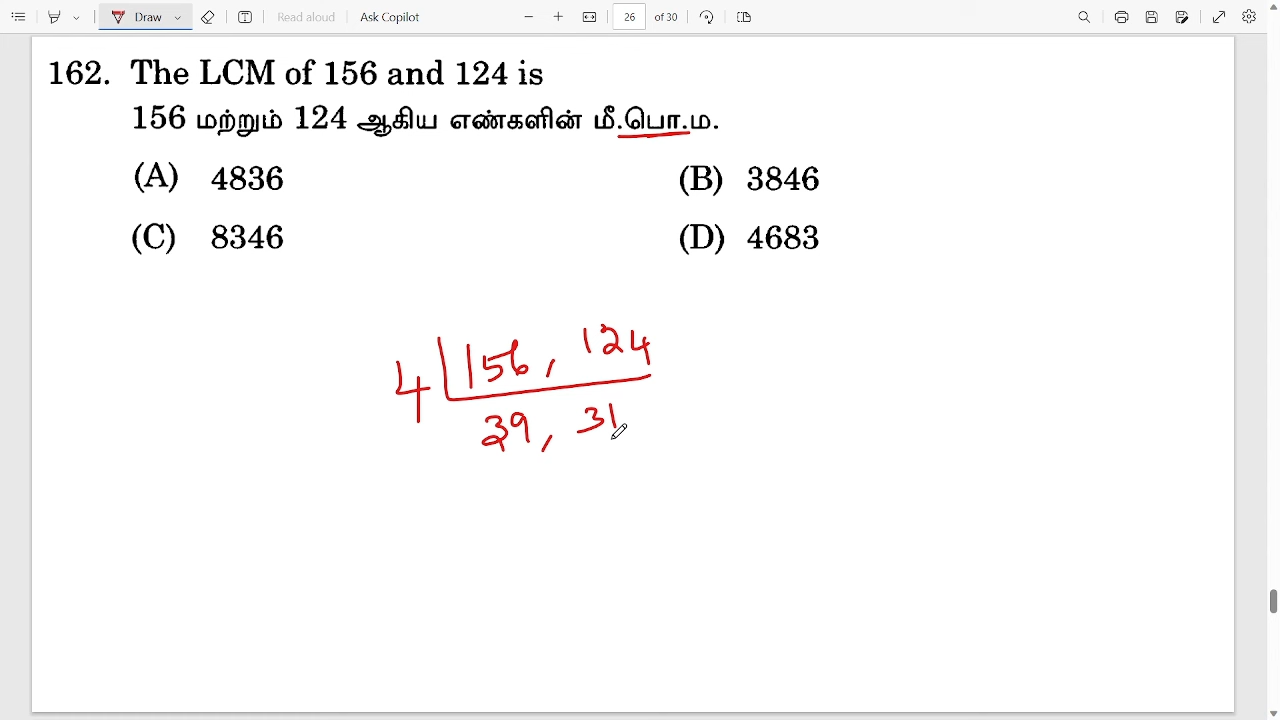 Draw
Read aloud
Ask Copilot
26
of 30
162. The LCM of 156 and 124 is
156 மற்றும் 124 ஆகிய எண்களின் மீ.பொ.ம.
(A) 4836
(B) 3846
(C) 8346
(D) 4683
4 156, 124
39, 31